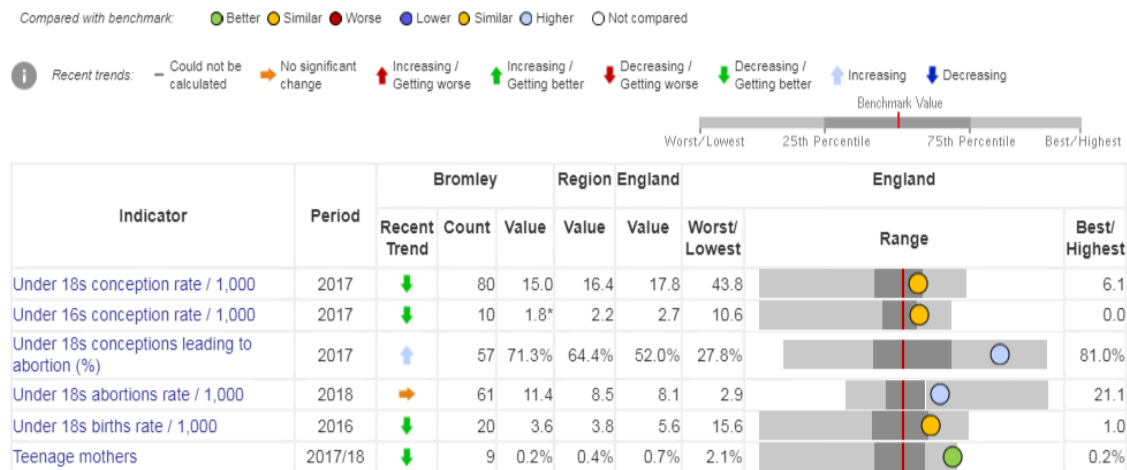 Compared with benchmark: Better Similar Worse Lower Similar Higher Not compared
i Recent trends: Could not be calculated No significant change Increasing / Getting worse Increasing / Getting better Decreasing / Getting worse Decreasing / Getting better Increasing Decreasing
Benchmark Value
Worst/Lowest 25th Percentile 75th Percentile Best/Highest
Indicator Period Bromley Region England England
Recent Trend Count Value Value Value Worst/ Lowest Range Best/ Highest
Under 18s conception rate / 1,000 2017 80 15.0 16.4 17.8 43.8 6.1
Under 16s conception rate / 1,000 2017 10 1.8* 2.2 2.7 10.6 0.0
Under 18s conceptions leading to abortion (%) 2017 57 71.3% 64.4% 52.0% 27.8% 81.0%
Under 18s abortions rate / 1,000 2018 61 11.4 8.5 8.1 2.9 21.1
Under 18s births rate / 1,000 2016 20 3.6 3.8 5.6 15.6 1.0
Teenage mothers 2017/18 9 0.2% 0.4% 0.7% 2.1% 0.2%